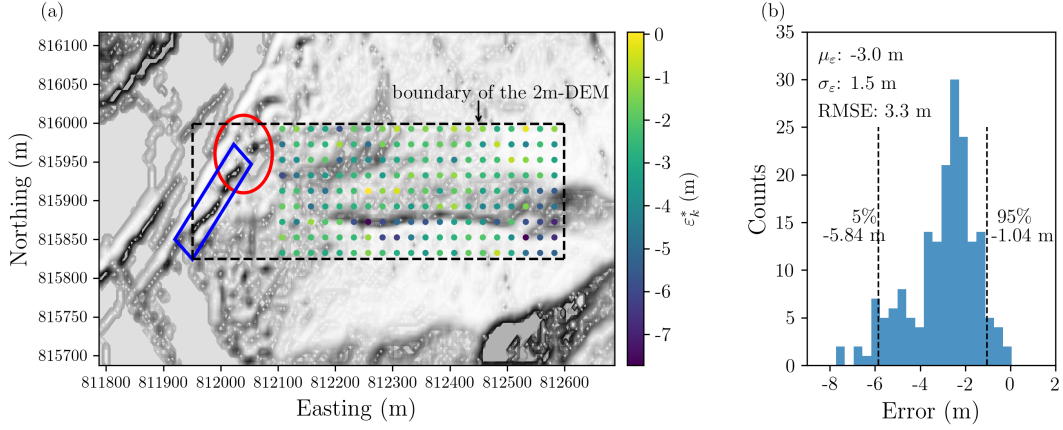 (a)
816100
816050
816000
815950
815900
815850
815800
815750
815700
Northing (m)
811800 811900 812000 812100 812200 812300 812400 812500 812600
Easting (m)
boundary of the 2m-DEM
0
-1
-2
-3
-4
-5
-6
-7
ε*k (m)
(b)
35
30
25
20
15
10
5
0
Counts
με: -3.0 m
σε: 1.5 m
RMSE: 3.3 m
5%
-5.84 m
95%
-1.04 m
-8 -6 -4 -2 0 2
Error (m)